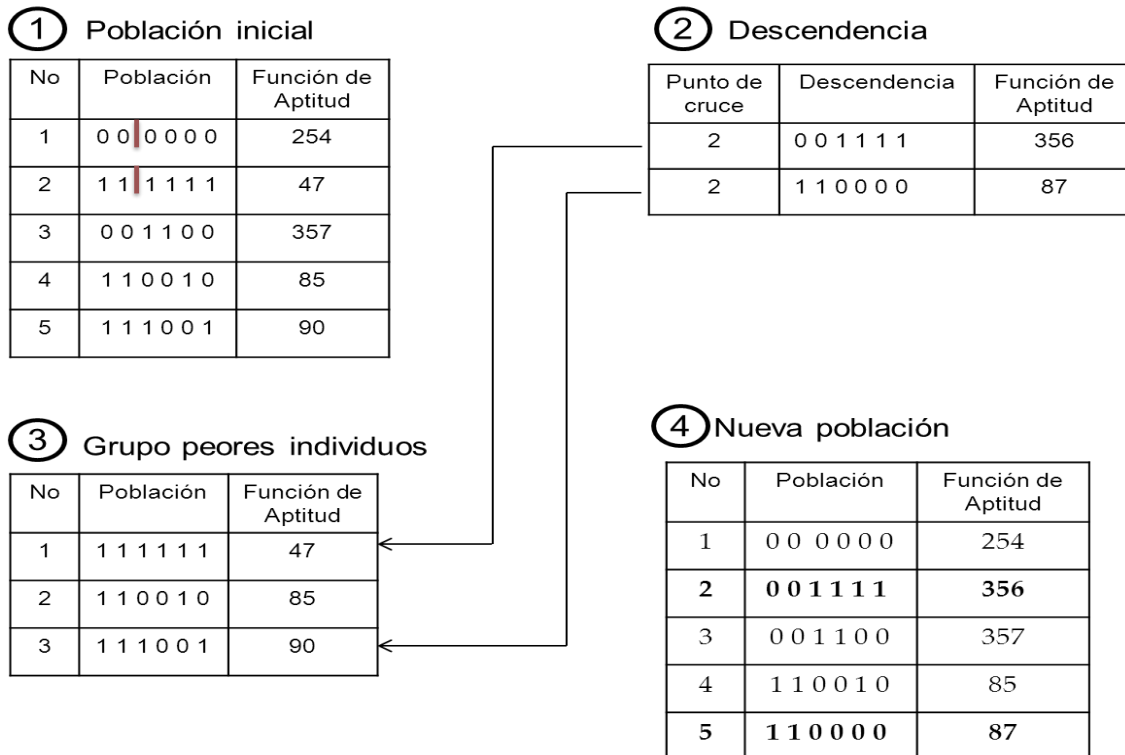 1 Población inicial
No Población Función de
Aptitud
1 0 0 0 0 0 0 254
2 1 1 1 1 1 1 47
3 0 0 1 1 0 0 357
4 1 1 0 0 1 0 85
5 1 1 1 0 0 1 90
2 Descendencia
Punto de Descendencia Función de
cruce Aptitud
2 0 0 1 1 1 1 356
2 1 1 0 0 0 0 87
3 Grupo peores individuos
No Población Función de
Aptitud
1 1 1 1 1 1 1 47
2 1 1 0 0 1 0 85
3 1 1 1 0 0 1 90
4 Nueva población
No Población Función de
Aptitud
1 0 0 0 0 0 0 254
2 0 0 1 1 1 1 356
3 0 0 1 1 0 0 357
4 1 1 0 0 1 0 85
5 1 1 0 0 0 0 87